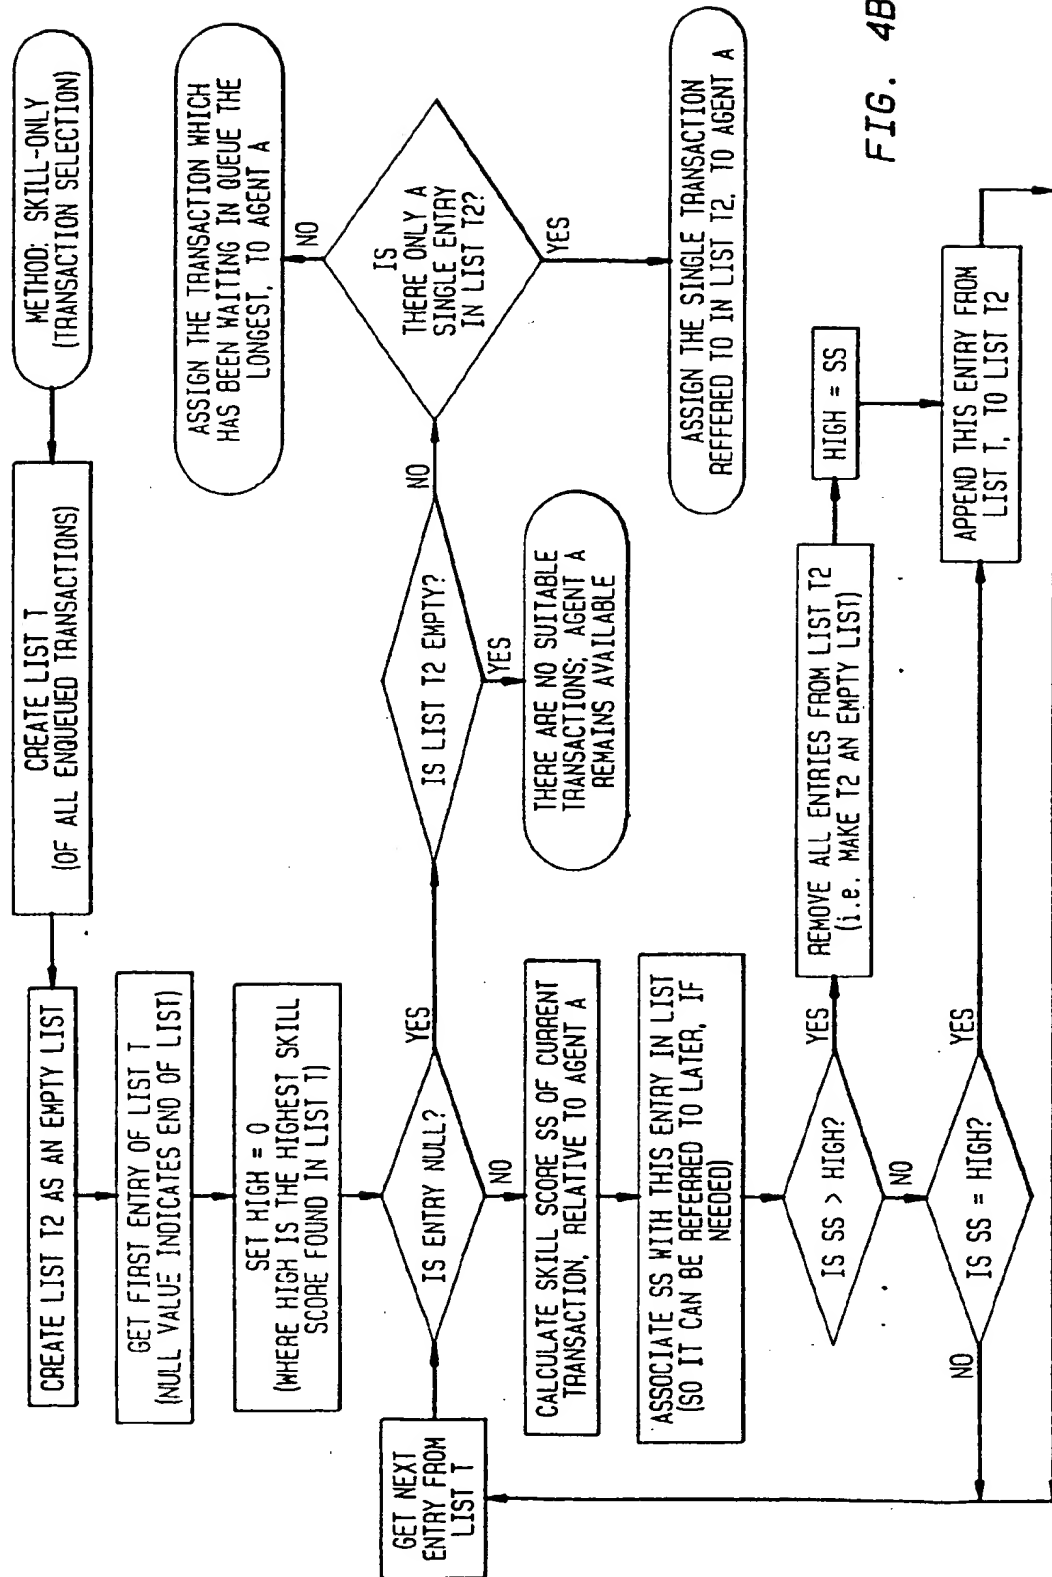 METHOD: SKILL-ONLY
(TRANSACTION SELECTION)
CREATE LIST T
(OF ALL ENQUEUED TRANSACTIONS)
CREATE LIST T2 AS AN EMPTY LIST
GET FIRST ENTRY OF LIST T
(NULL VALUE INDICATES END OF LIST)
SET HIGH = 0
(WHERE HIGH IS THE HIGHEST SKILL
SCORE FOUND IN LIST T)
GET NEXT
ENTRY FROM
LIST T
IS ENTRY NULL?
YES
NO
IS LIST T2 EMPTY?
NO
YES
IS
THERE ONLY A
SINGLE ENTRY
IN LIST T2?
NO
YES
ASSIGN THE TRANSACTION WHICH
HAS BEEN WAITING IN QUEUE THE
LONGEST, TO AGENT A
THERE ARE NO SUITABLE
TRANSACTIONS; AGENT A
REMAINS AVAILABLE
ASSIGN THE SINGLE TRANSACTION
REFFERED TO IN LIST T2, TO AGENT A
CALCULATE SKILL SCORE SS OF CURRENT
TRANSACTION, RELATIVE TO AGENT A
ASSOCIATE SS WITH THIS ENTRY IN LIST
(SO IT CAN BE REFERRED TO LATER, IF
NEEDED)
IS SS > HIGH?
YES
NO
REMOVE ALL ENTRIES FROM LIST T2
(i.e. MAKE T2 AN EMPTY LIST)
HIGH = SS
IS SS = HIGH?
YES
NO
APPEND THIS ENTRY FROM
LIST T, TO LIST T2
FIG. 4B